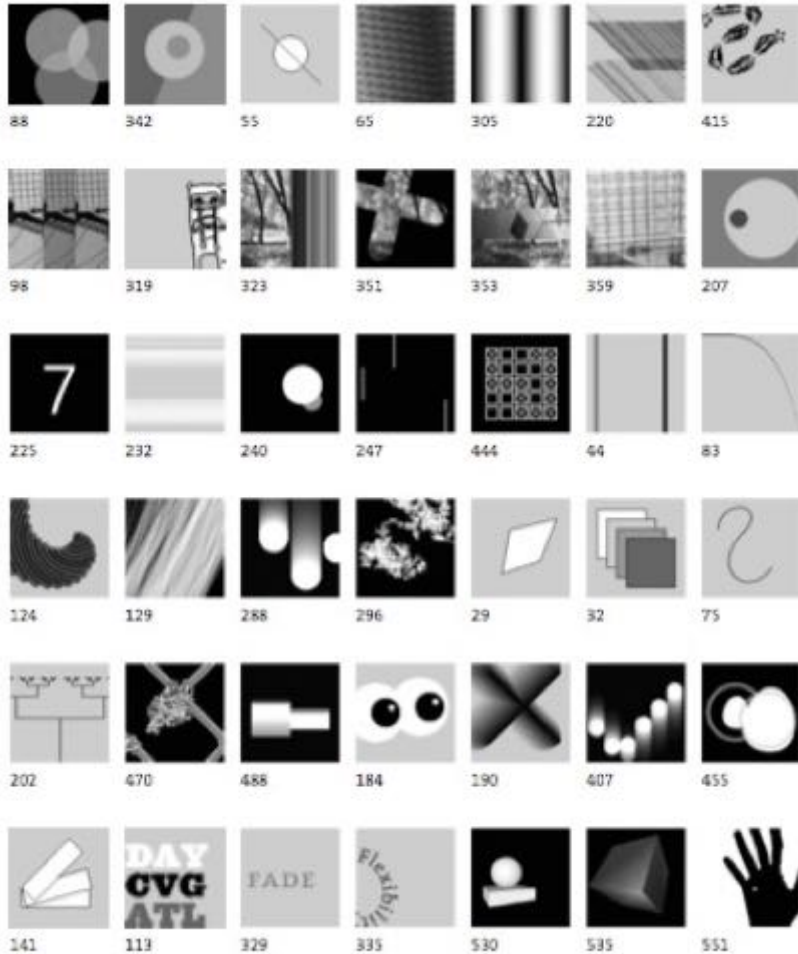 88 342 55 65 305 220 415
98 319 323 351 353 359 207
7
225 232 240 247 444 44 83
124 129 288 296 29 32 75
202 470 488 184 190 407 455
DAY
CVG
ATL
FADE
Flexibili
141 113 329 335 530 535 551